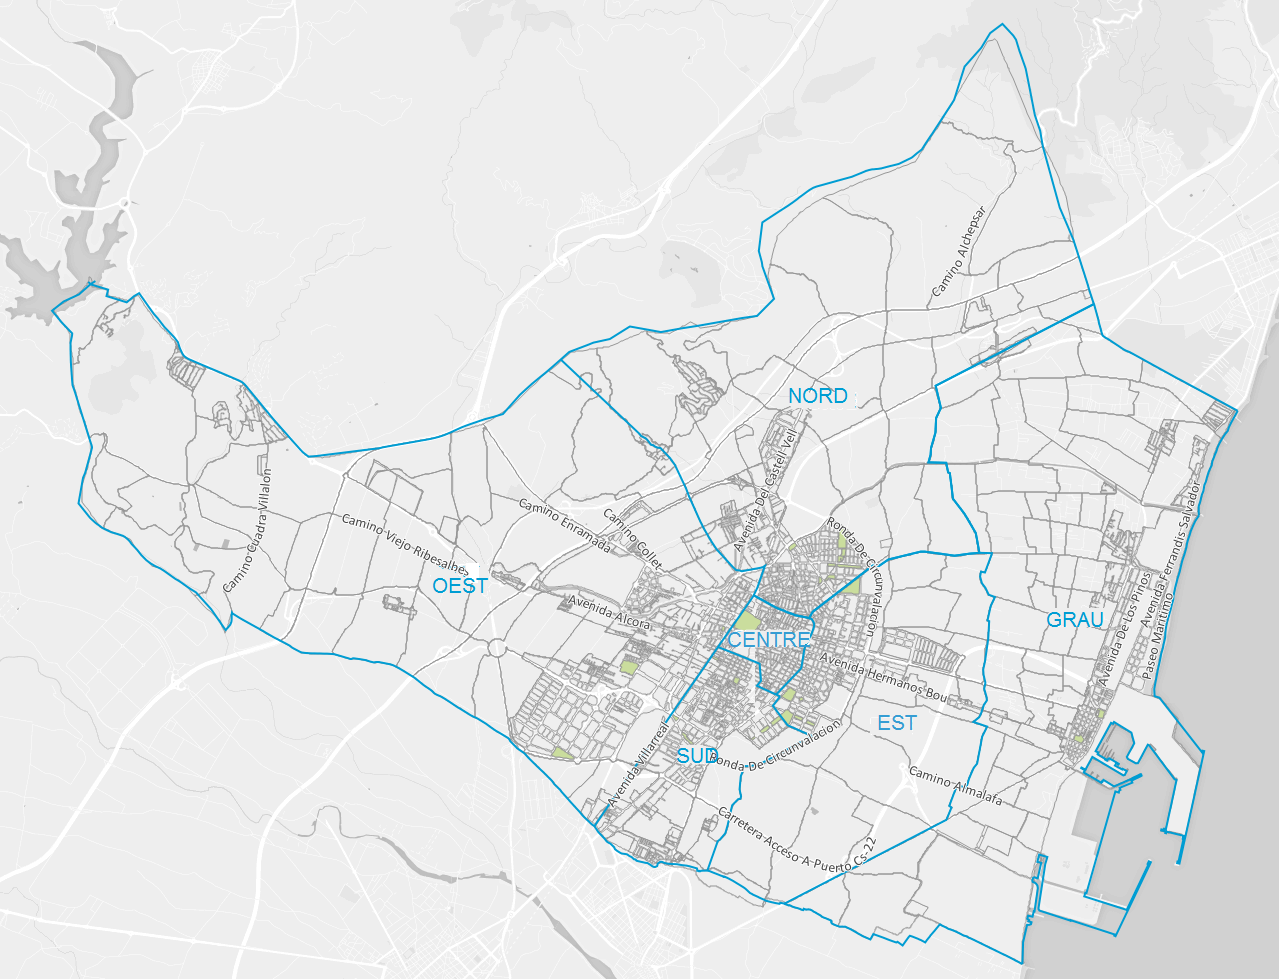 Camino Alchepsar
NORD
Avenida Del Castell Vell
Camino Cuadra Villalon
Camino Enramada
Camino Collet
Camino Viejo Ribesalbes
OEST
Avenida Alcora
Ronda De Circunvalacion
Avenida Ferrandis Salvador
Avenida De Los Pinos
Paseo Maritimo
GRAU
CENTRE
Avenida Hermanos Bou
EST
SUD
Ronda De Circunvalacion
Avenida Villarreal
Camino Almalafa
Carretera Acceso A Puerto Cs-22